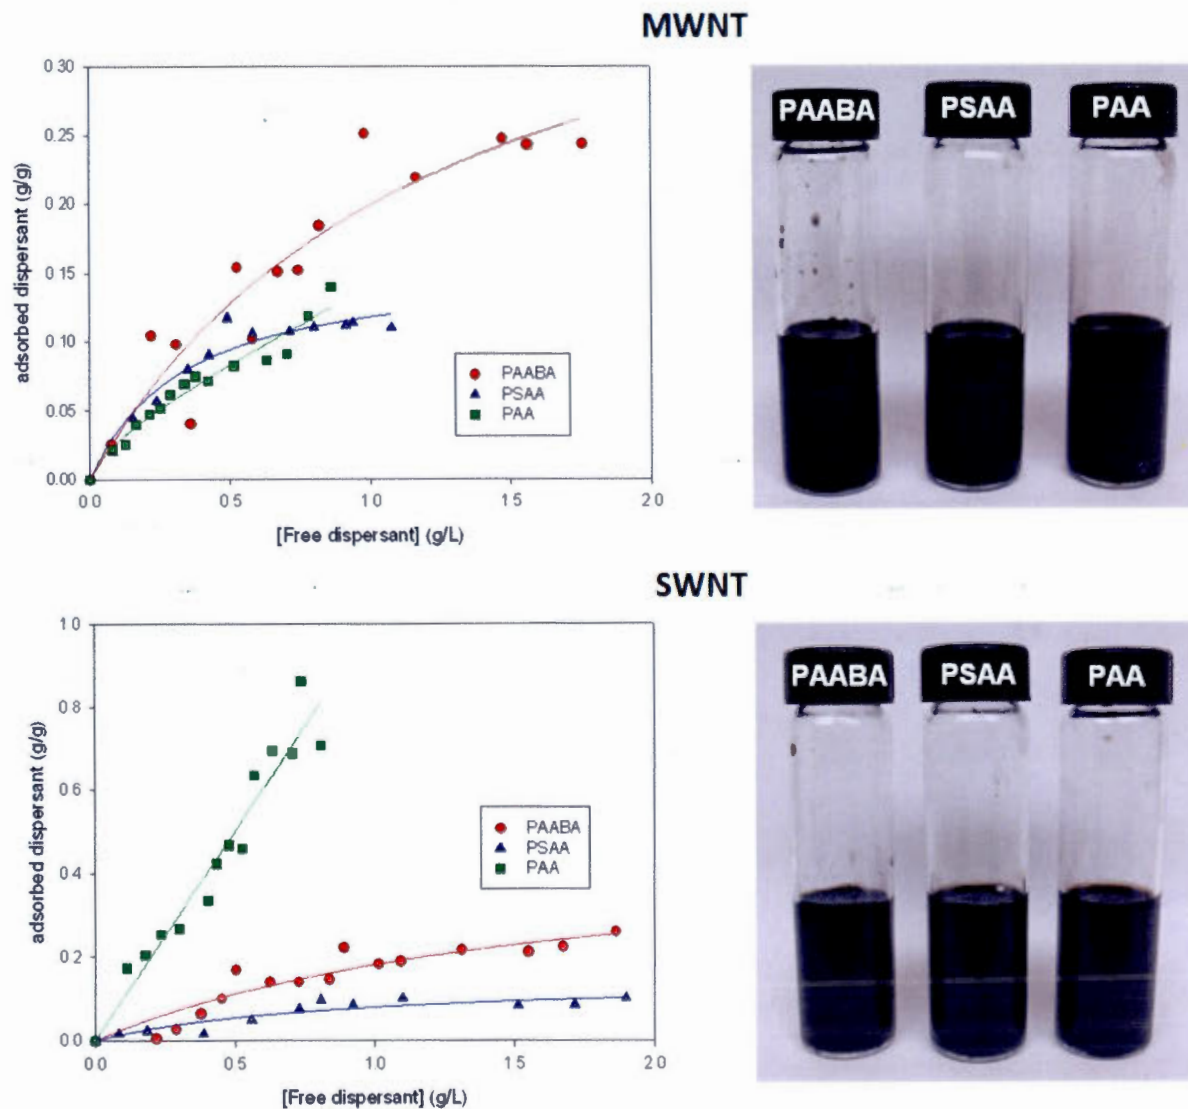 MWNT
0.30
0.25
0.20
0.15
0.10
0.05
0.00
adsorbed dispersant (g/g)
PAABA
PSAA
PAA
0.0 0.5 1.0 1.5 2.0
[Free dispersant] (g/L)
PAABA PSAA PAA
SWNT
1.0
0.8
0.6
0.4
0.2
0.0
adsorbed dispersant (g/g)
PAABA
PSAA
PAA
0.0 0.5 1.0 1.5 2.0
[Free dispersant] (g/L)
PAABA PSAA PAA